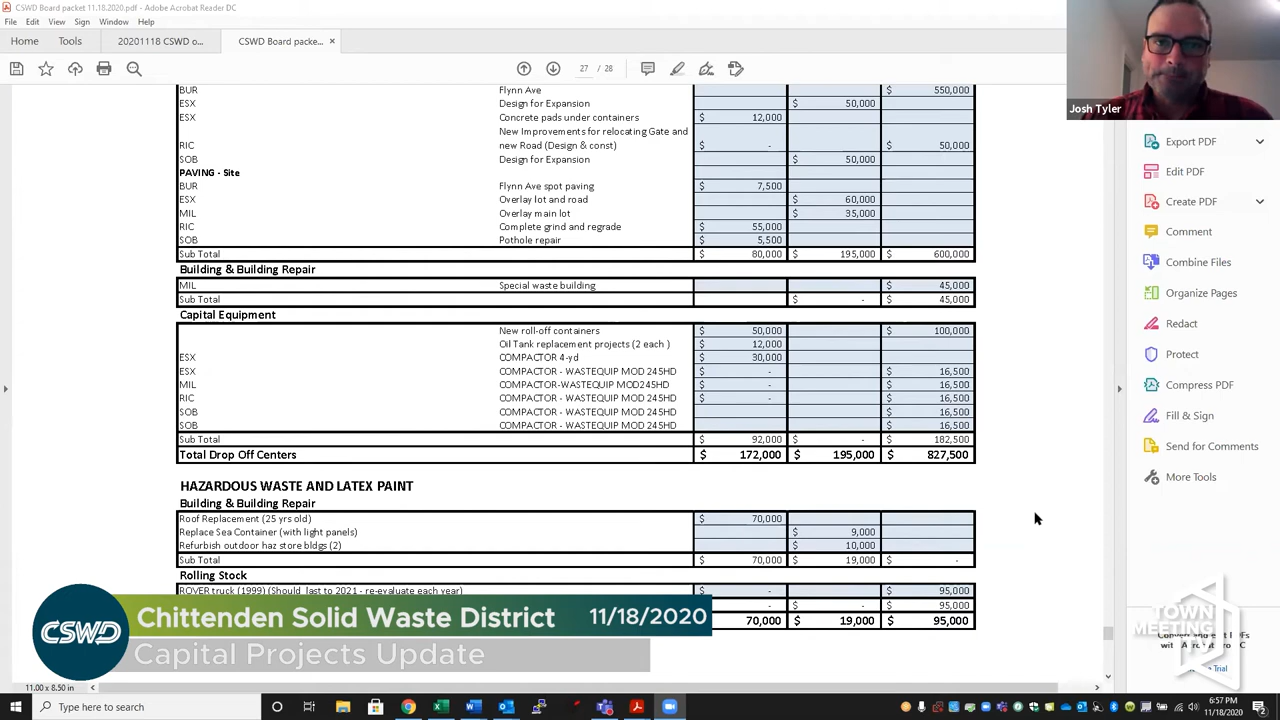 CSWD Board packet 11.18.2020.pdf - Adobe Acrobat Reader DC
File Edit View Sign Window Help
Home Tools 20201118 CSWD o... CSWD Board packe... ×
27 / 28
Josh Tyler
BUR Flynn Ave $ 550,000
ESX Design for Expansion $ 50,000
ESX Concrete pads under containers $ 12,000
New Improvements for relocating Gate and
RIC new Road (Design & const) $ - $ 50,000
SOB Design for Expansion $ 50,000
PAVING - Site
BUR Flynn Ave spot paving $ 7,500
ESX Overlay lot and road $ 60,000
MIL Overlay main lot $ 35,000
RIC Complete grind and regrade $ 55,000
SOB Pothole repair $ 5,500
Sub Total $ 80,000 195,000 $ 600,000
Building & Building Repair
MIL Special waste building $ 45,000
Sub Total $ - $ 45,000
Capital Equipment
New roll-off containers $ 50,000 $ 100,000
Oil Tank replacement projects (2 each ) $ 12,000
ESX COMPACTOR 4-yd $ 30,000
ESX COMPACTOR - WASTEQUIP MOD 245HD $ - $ 16,500
MIL COMPACTOR-WASTEQUIP MOD245HD $ - $ 16,500
RIC COMPACTOR - WASTEQUIP MOD 245HD $ - $ 16,500
SOB COMPACTOR - WASTEQUIP MOD 245HD $ 16,500
SOB COMPACTOR - WASTEQUIP MOD 245HD $ 16,500
Sub Total $ 92,000 $ - $ 182,500
Total Drop Off Centers $ 172,000 $ 195,000 $ 827,500
HAZARDOUS WASTE AND LATEX PAINT
Building & Building Repair
Roof Replacement (25 yrs old) $ 70,000
Replace Sea Container (with light panels) $ 9,000
Refurbish outdoor haz store bldgs (2) $ 10,000
Sub Total $ 70,000 $ 19,000 $ -
Rolling Stock
ROVER truck (1999) (Should last to 2021 - re-evaluate each year) $ - $ 95,000
- $ - $ 95,000
70,000 $ 19,000 $ 95,000
Export PDF
Edit PDF
Create PDF
Comment
Combine Files
Organize Pages
Redact
Protect
Compress PDF
Fill & Sign
Send for Comments
More Tools
CSWD
Chittenden Solid Waste District 11/18/2020
Capital Projects Update
TOWN
MEETING
TV
Trial
11.00 x 8.50 in
Type here to search
6:57 PM
11/18/2020
2